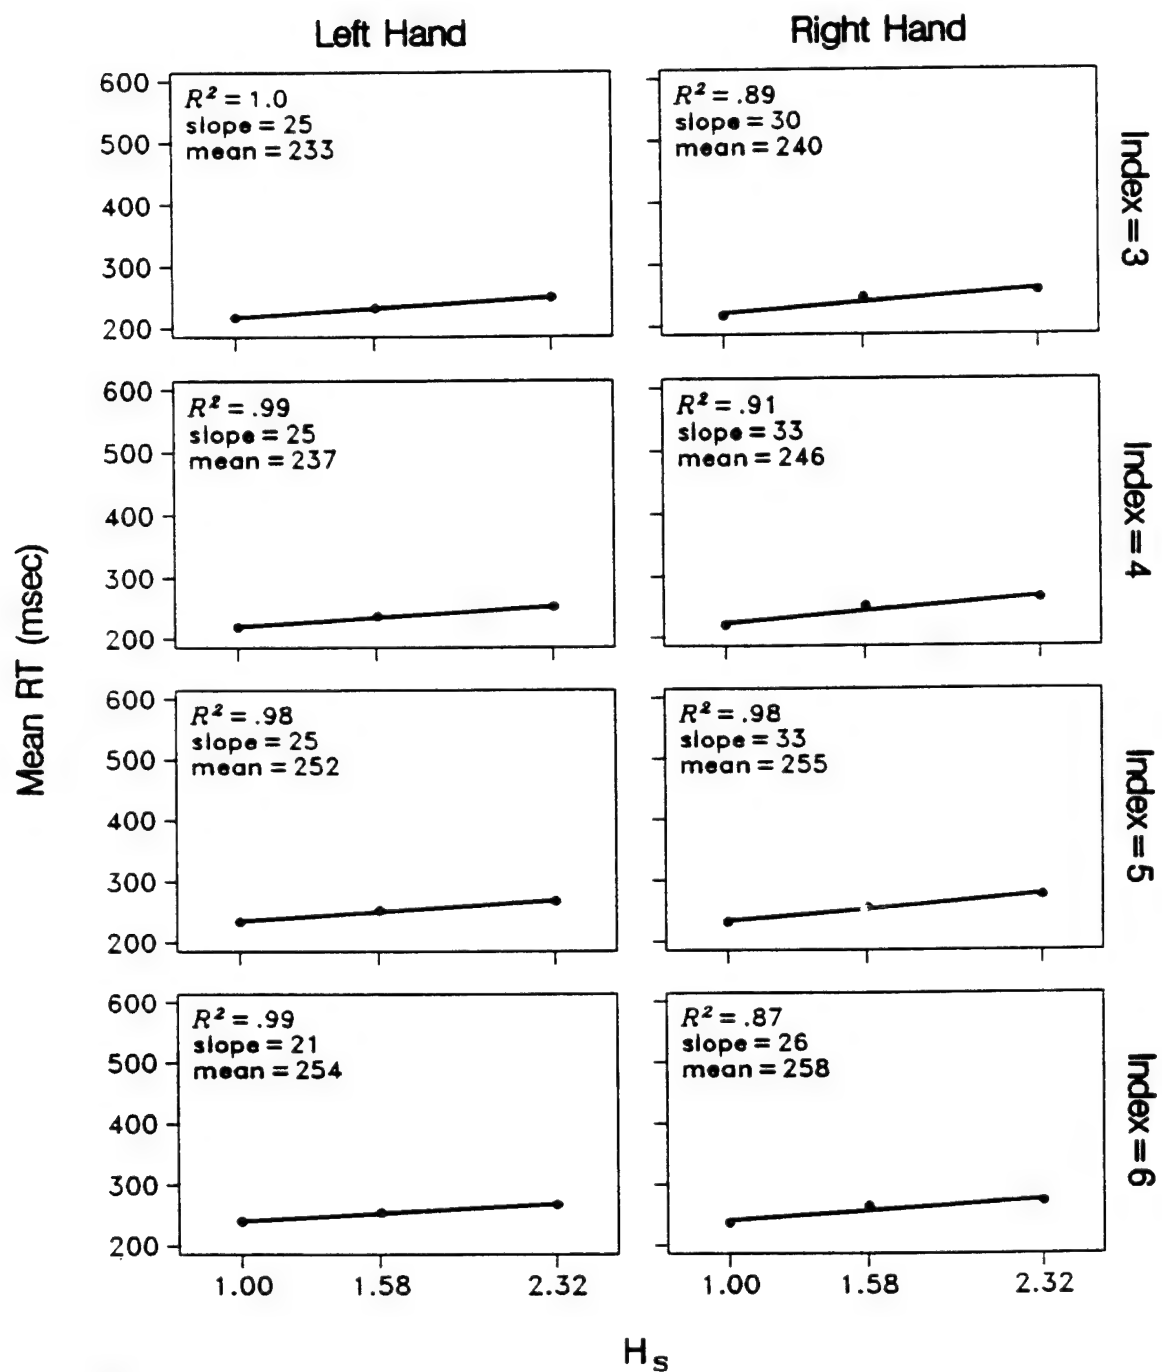 Left Hand
Right Hand
600
500
400
300
200
R² = 1.0
slope = 25
mean = 233
R² = .89
slope = 30
mean = 240
Index = 3
600
500
400
300
200
R² = .99
slope = 25
mean = 237
R² = .91
slope = 33
mean = 246
Index = 4
Mean RT (msec)
600
500
400
300
200
R² = .98
slope = 25
mean = 252
R² = .98
slope = 33
mean = 255
Index = 5
600
500
400
300
200
R² = .99
slope = 21
mean = 254
R² = .87
slope = 26
mean = 258
Index = 6
1.00 1.58 2.32
1.00 1.58 2.32
Hs